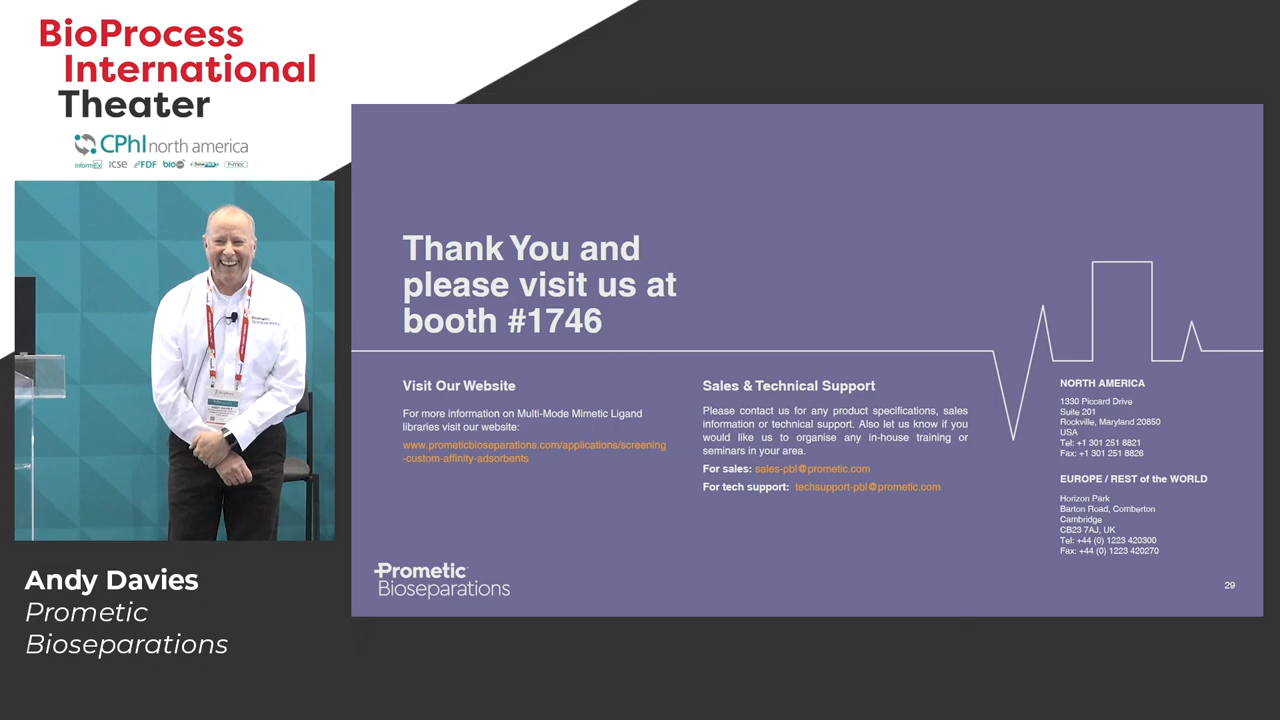 BioProcess
International
Theater
CPhI north america
informEx ICSE FDF bio
Prometic
Bioseparations
Andy Davies
Prometic
Bioseparations
Thank You and
please visit us at
booth #1746
Visit Our Website
For more information on Multi-Mode Mimetic Ligand
libraries visit our website:
www.prometicbioseparations.com/applications/screening
-custom-affinity-adsorbents
Sales & Technical Support
Please contact us for any product specifications, sales
information or technical support. Also let us know if you
would like us to organise any in-house training or
seminars in your area.
For sales: sales-pbl@prometic.com
For tech support: techsupport-pbl@prometic.com
NORTH AMERICA
1330 Piccard Drive
Suite 201
Rockville, Maryland 20850
USA
Tel: +1 301 251 8821
Fax: +1 301 251 8826
EUROPE / REST of the WORLD
Horizon Park
Barton Road, Comberton
Cambridge
CB23 7AJ, UK
Tel: +44 (0) 1223 420300
Fax: +44 (0) 1223 420270
Prometic
Bioseparations
29